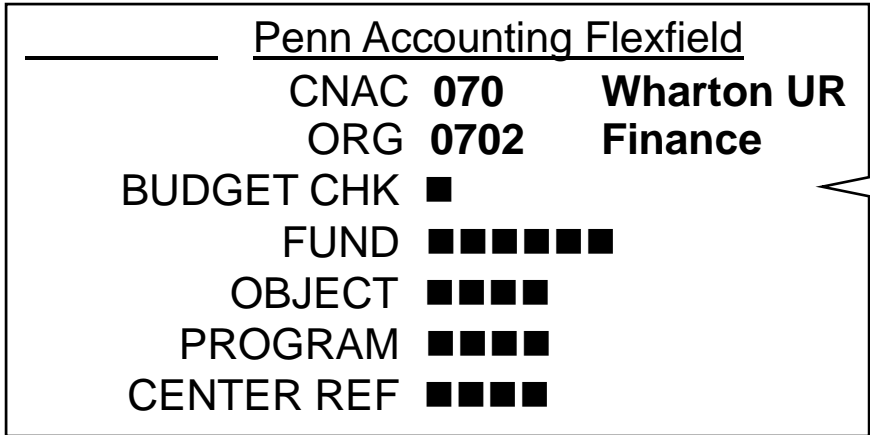 Penn Accounting Flexfield
CNAC 070 Wharton UR
ORG 0702 Finance
BUDGET CHK ■
FUND ■■■■■■
OBJECT ■■■■
PROGRAM ■■■■
CENTER REF ■■■■